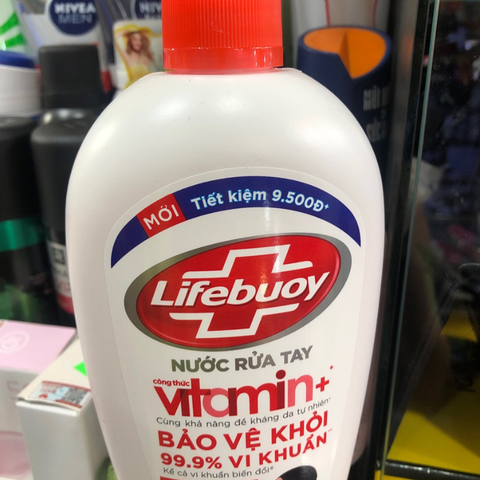 NIVEA
MEN
NIVEA
MỚI Tiết kiệm 9.500Đ*
Lifebuoy
NƯỚC RỬA TAY
công thức
vitamin+*
Cùng khả năng đề kháng da tự nhiên
BẢO VỆ KHỎI
99.9% VI KHUẨN**
Kể cả vi khuẩn biến đổi*